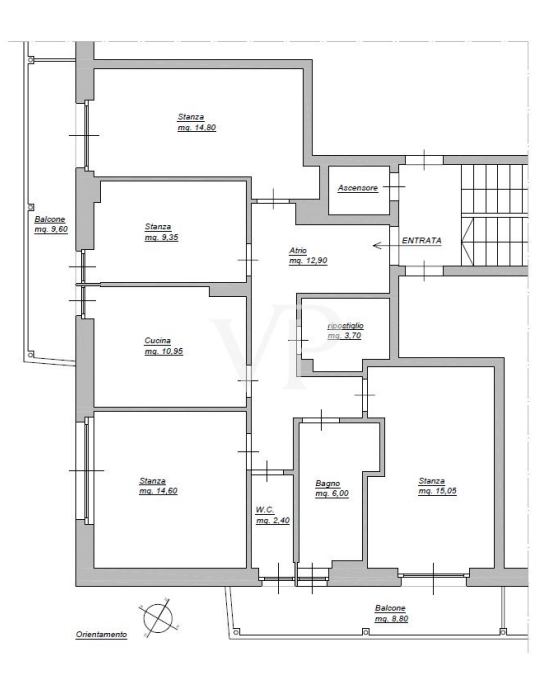 Stanza
mq. 14,80
Ascensore
Balcone
mq. 9,60
Stanza
mq. 9,35
ENTRATA
Atrio
mq. 12,90
ripostiglio
mq. 3,70
VP
Cucina
mq. 10,95
Stanza
mq. 14,60
Bagno
mq. 6,00
Stanza
mq. 15,05
W.C.
mq. 2,40
Balcone
mq. 8,80
Orientamento